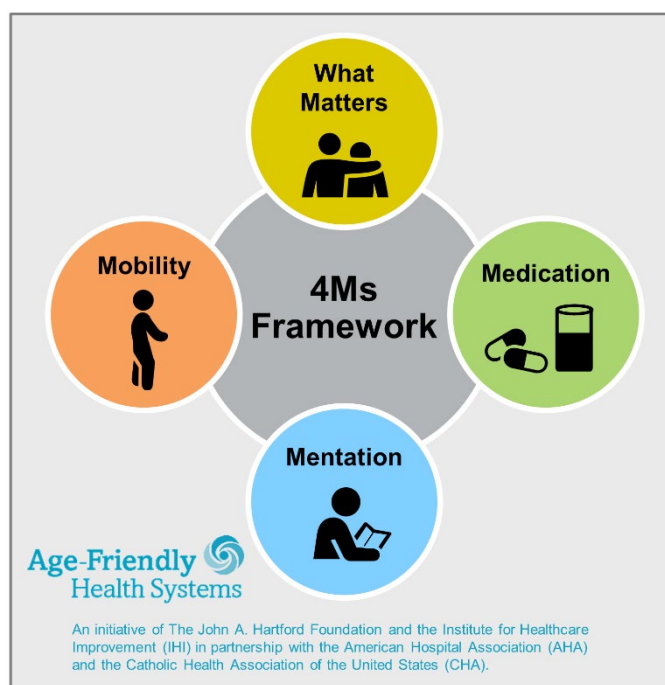 What
Matters
Mobility
4Ms
Framework
Medication
Mentation
Age-Friendly
Health Systems
An initiative of The John A. Hartford Foundation and the Institute for Healthcare
Improvement (IHI) in partnership with the American Hospital Association (AHA)
and the Catholic Health Association of the United States (CHA).